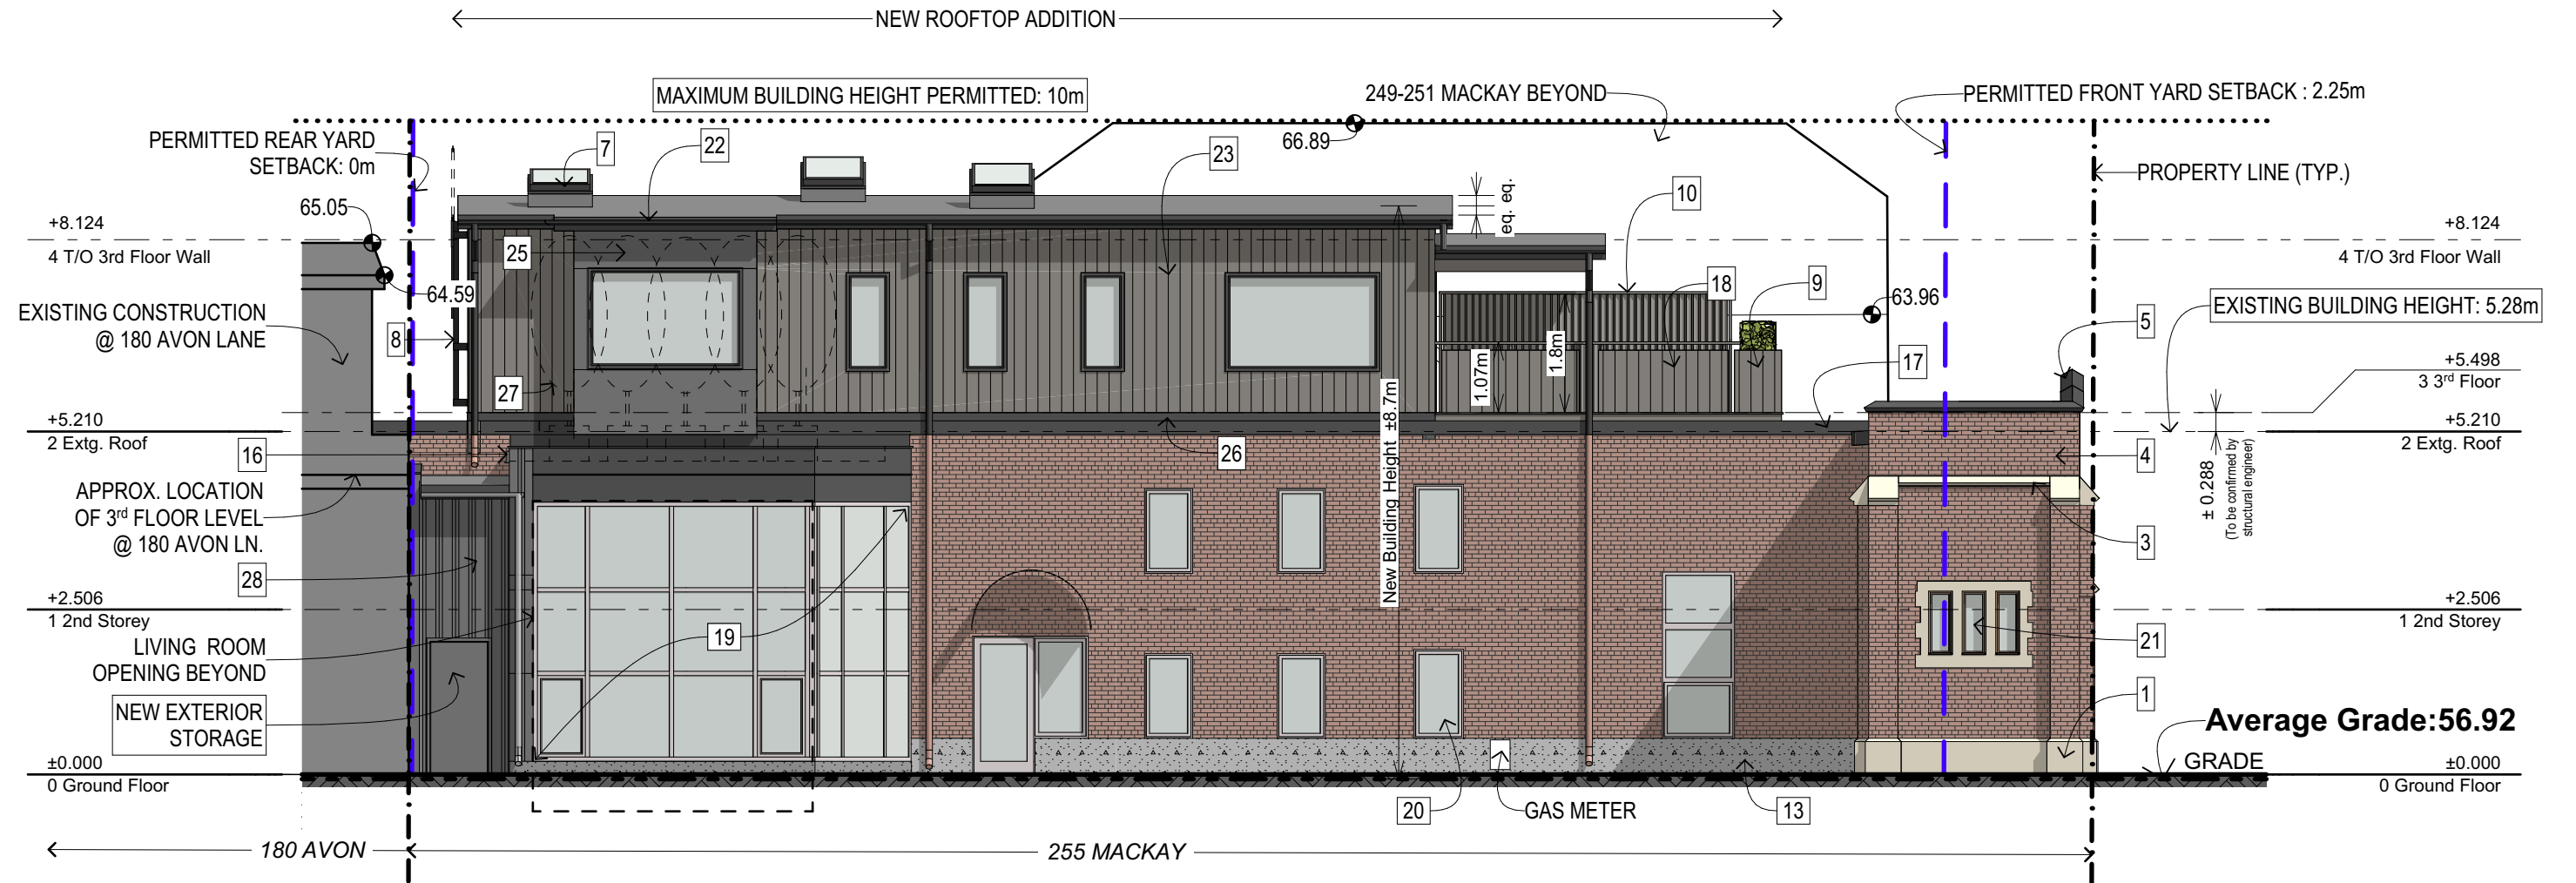 NEW ROOFTOP ADDITION
MAXIMUM BUILDING HEIGHT PERMITTED: 10m
249-251 MACKAY BEYOND
PERMITTED FRONT YARD SETBACK : 2.25m
PERMITTED REAR YARD
SETBACK: 0m
66.89
7
22
23
PROPERTY LINE (TYP.)
10
eq. eq.
65.05
+8.124
4 T/O 3rd Floor Wall
+8.124
4 T/O 3rd Floor Wall
25
18
9
64.59
63.96
EXISTING CONSTRUCTION
@ 180 AVON LANE
8
EXISTING BUILDING HEIGHT: 5.28m
5
1.07m
1.8m
17
+5.498
3 3rd Floor
27
New Building Height ±8.7m
+5.210
2 Extg. Roof
+5.210
2 Extg. Roof
16
26
4
± 0.288
(To be confirmed by
structural engineer)
APPROX. LOCATION
OF 3rd FLOOR LEVEL
@ 180 AVON LN.
3
28
+2.506
1 2nd Storey
+2.506
1 2nd Storey
19
21
LIVING ROOM
OPENING BEYOND
1
NEW EXTERIOR
STORAGE
Average Grade:56.92
GRADE
±0.000
0 Ground Floor
±0.000
0 Ground Floor
20
GAS METER
13
180 AVON
255 MACKAY